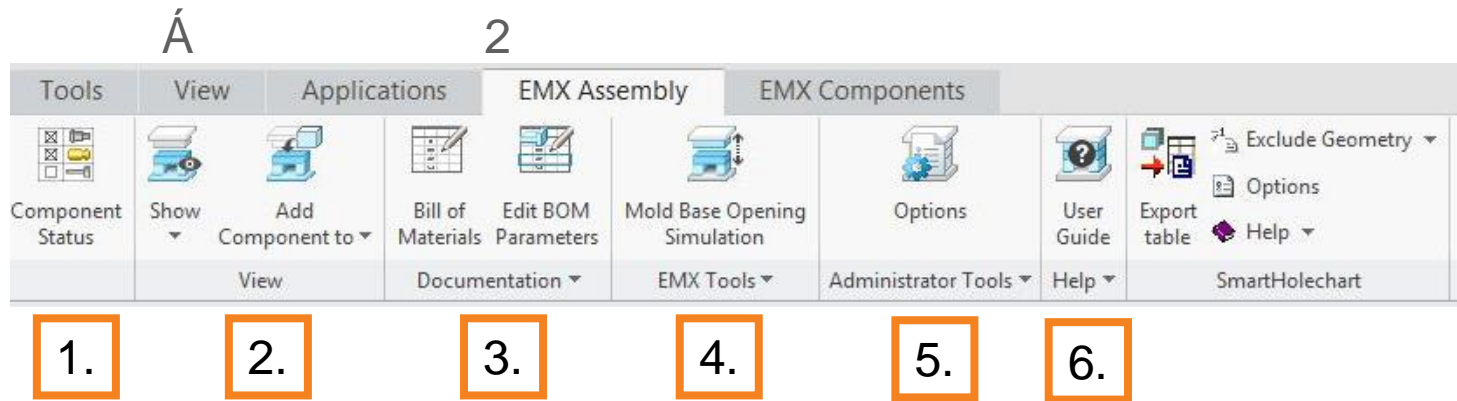 Á 2
Tools View Applications EMX Assembly EMX Components
Exclude Geometry
Options
Component Show Add Bill of Edit BOM Mold Base Opening Options User Export
Status Component to Materials Parameters Simulation Guide table Help
View Documentation EMX Tools Administrator Tools Help SmartHolechart
1. 2. 3. 4. 5. 6.